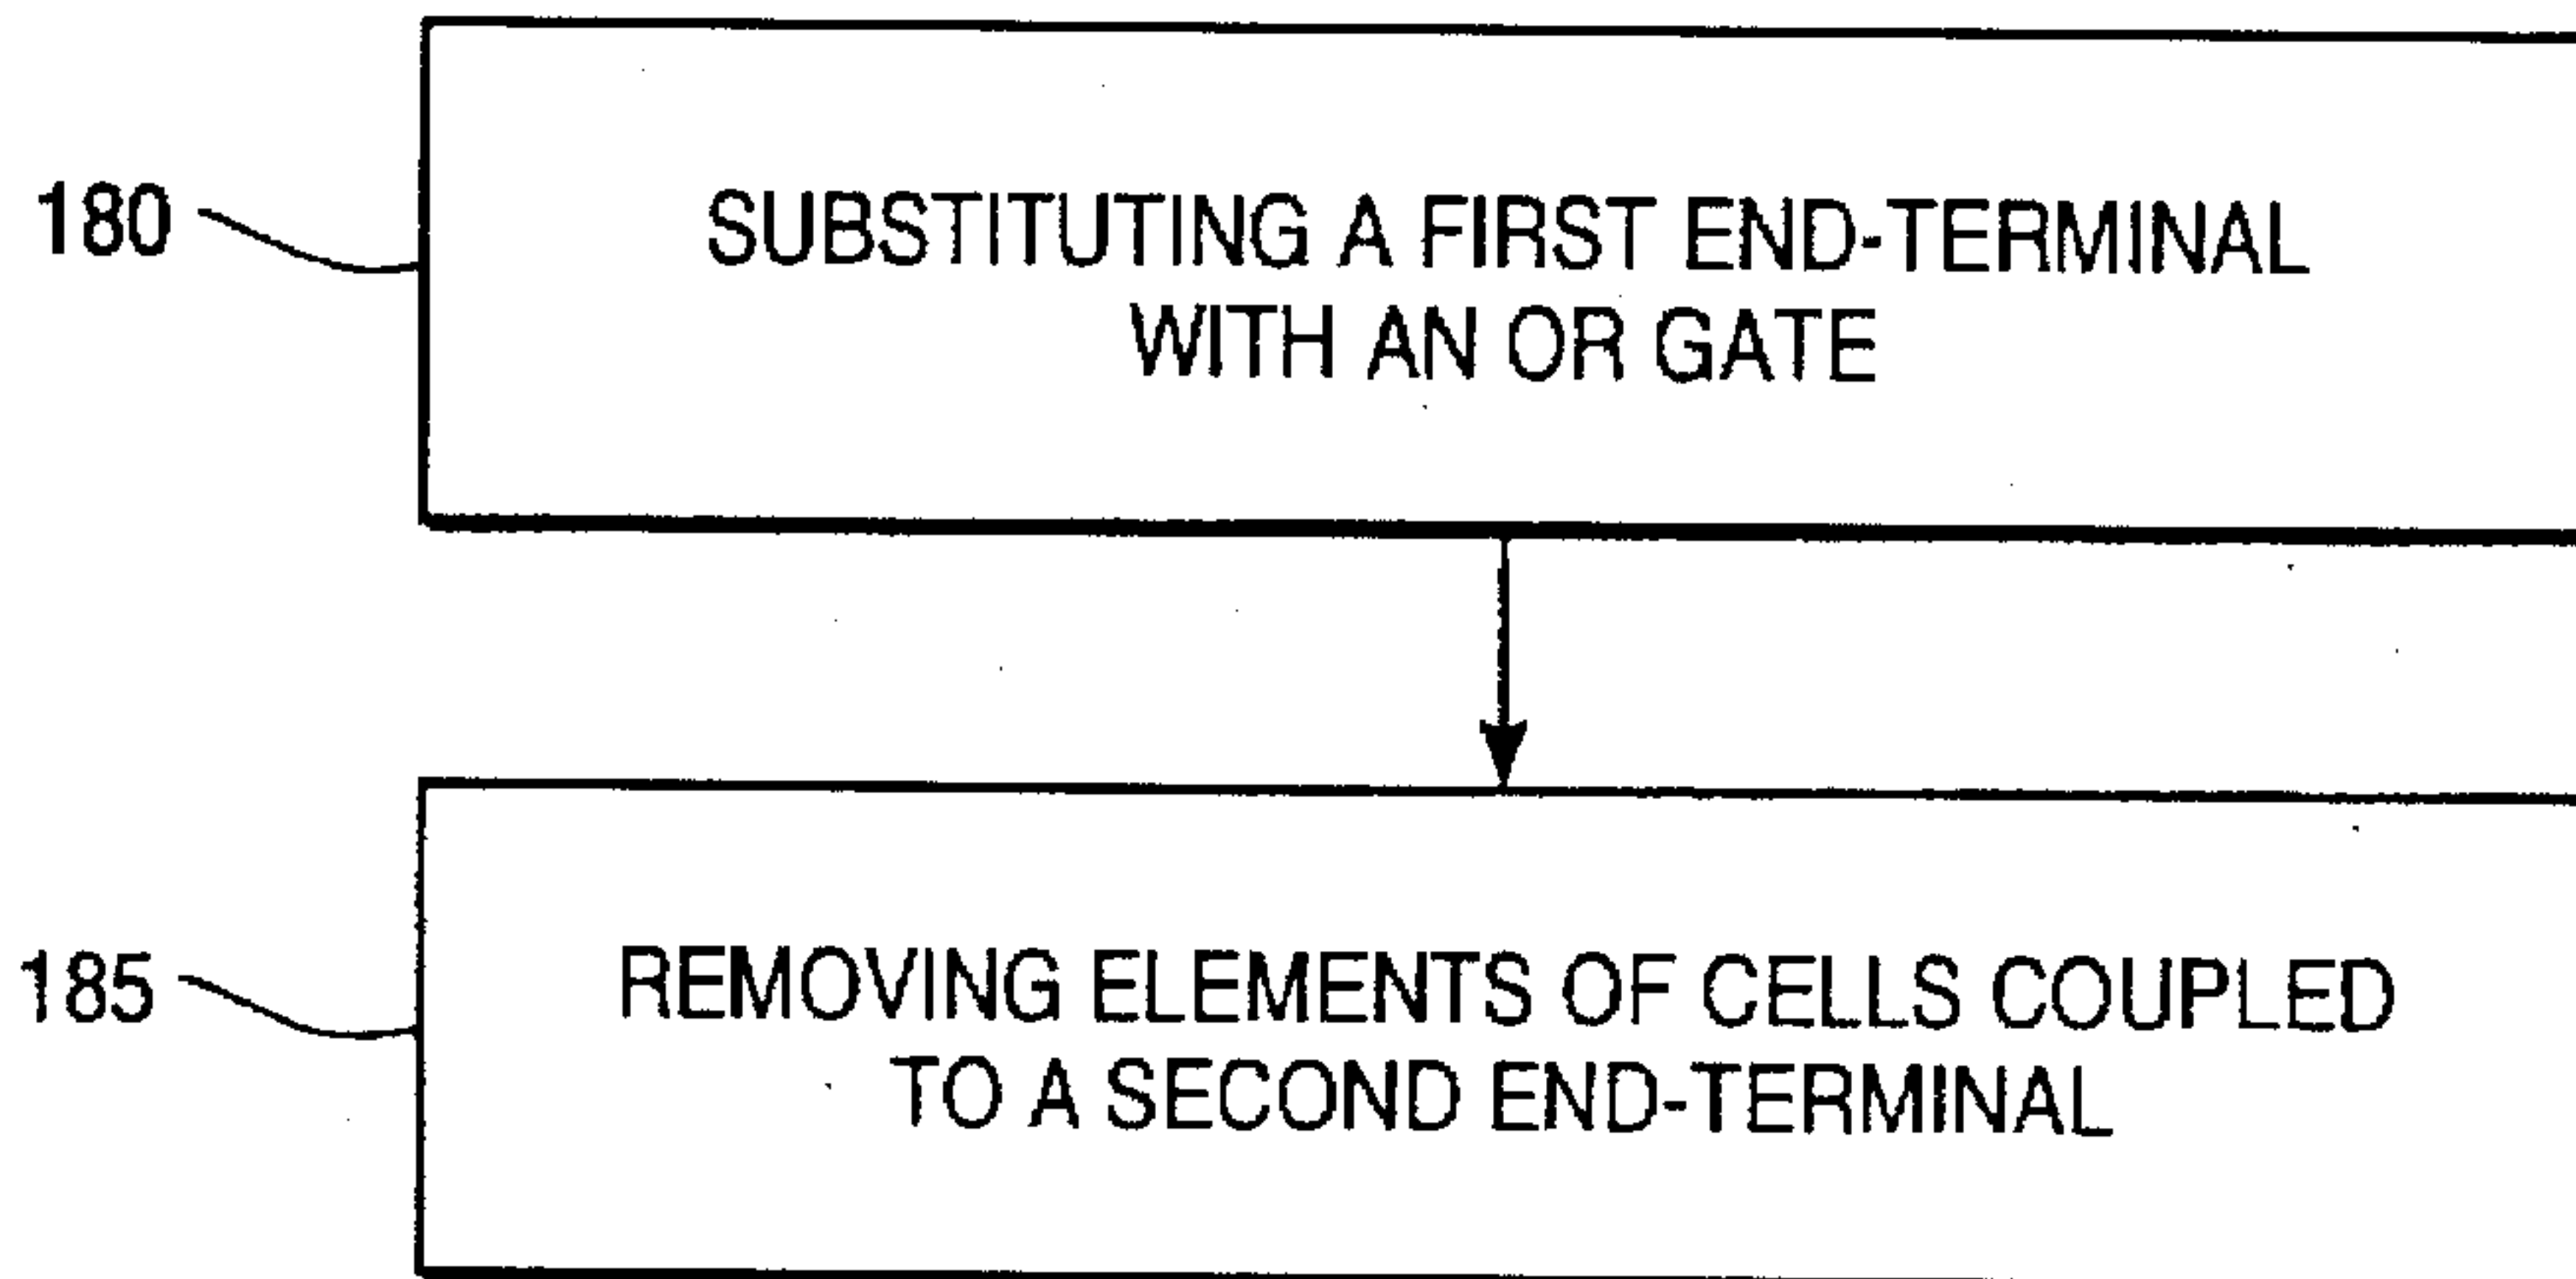 180
SUBSTITUTING A FIRST END-TERMINAL
WITH AN OR GATE
185
REMOVING ELEMENTS OF CELLS COUPLED
TO A SECOND END-TERMINAL